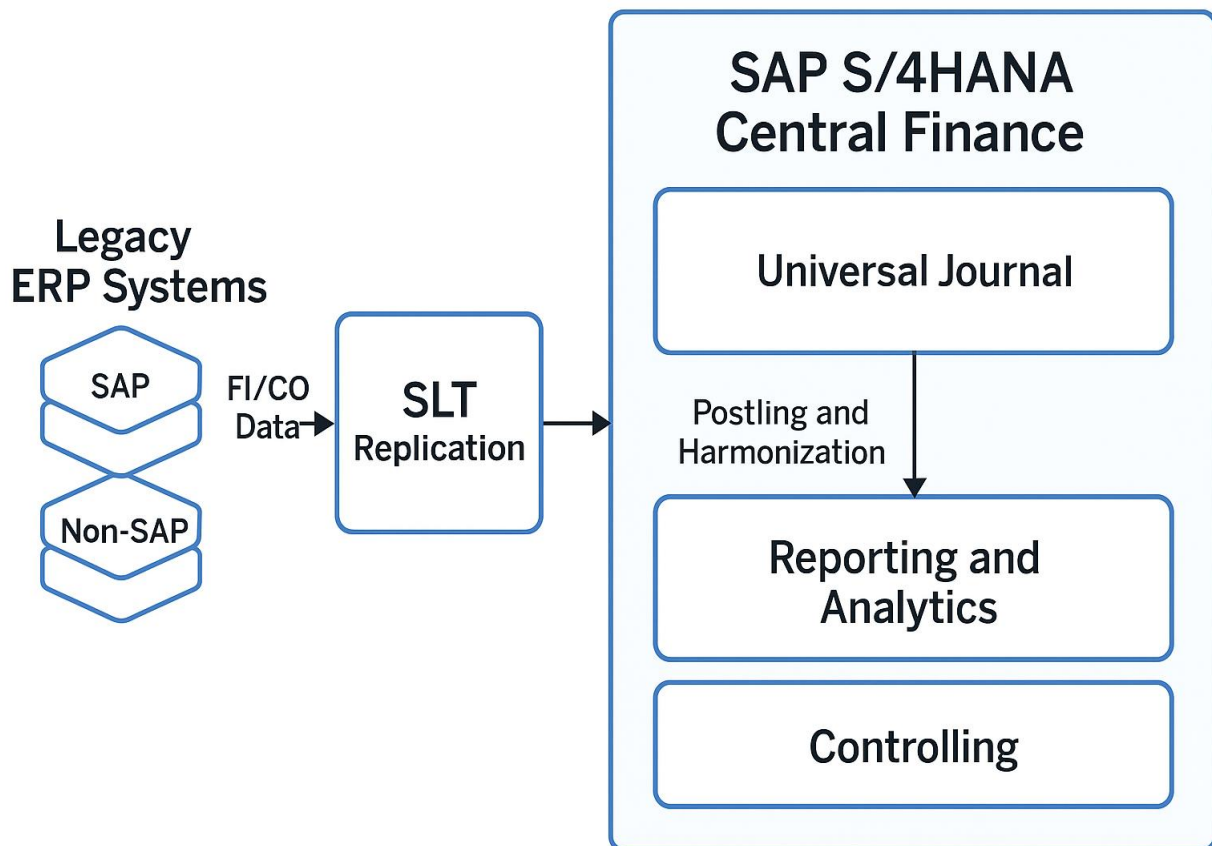 SAP S/4HANA
Central Finance
Universal Journal
Legacy
ERP Systems
SAP
Non-SAP
FI/CO
Data
SLT
Replication
Postling and
Harmonization
Reporting and
Analytics
Controlling